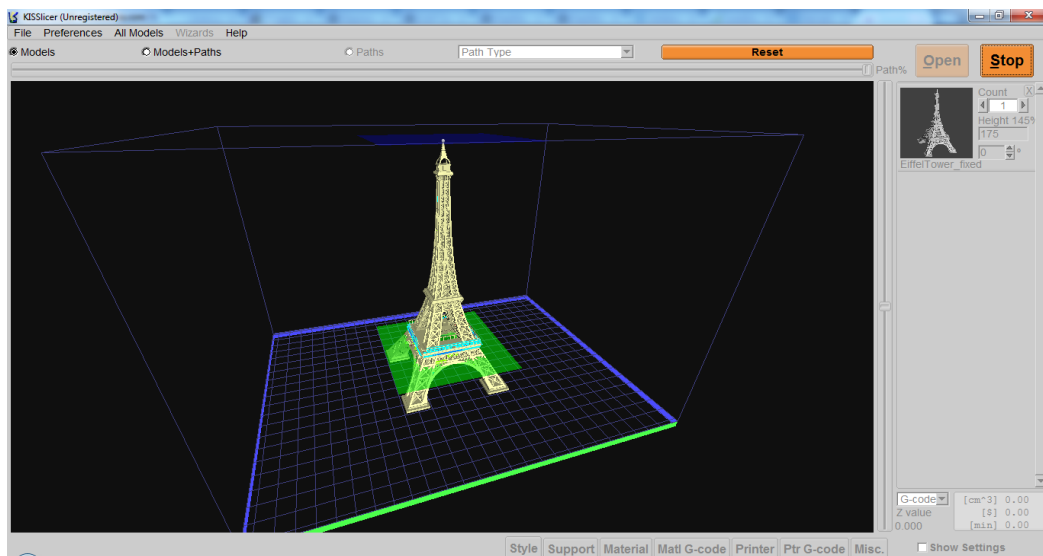 KISSlicer (Unregistered)
File Preferences All Models Wizards Help
Models Models+Paths Paths Path Type Reset
Path%
Open Stop
Count X
1
Height 145%
175
0 °
EiffelTower_fixed
G-code [cm^3] 0.00
Z value [$] 0.00
0.000 [min] 0.00
Style Support Material Matl G-code Printer Ptr G-code Misc. Show Settings